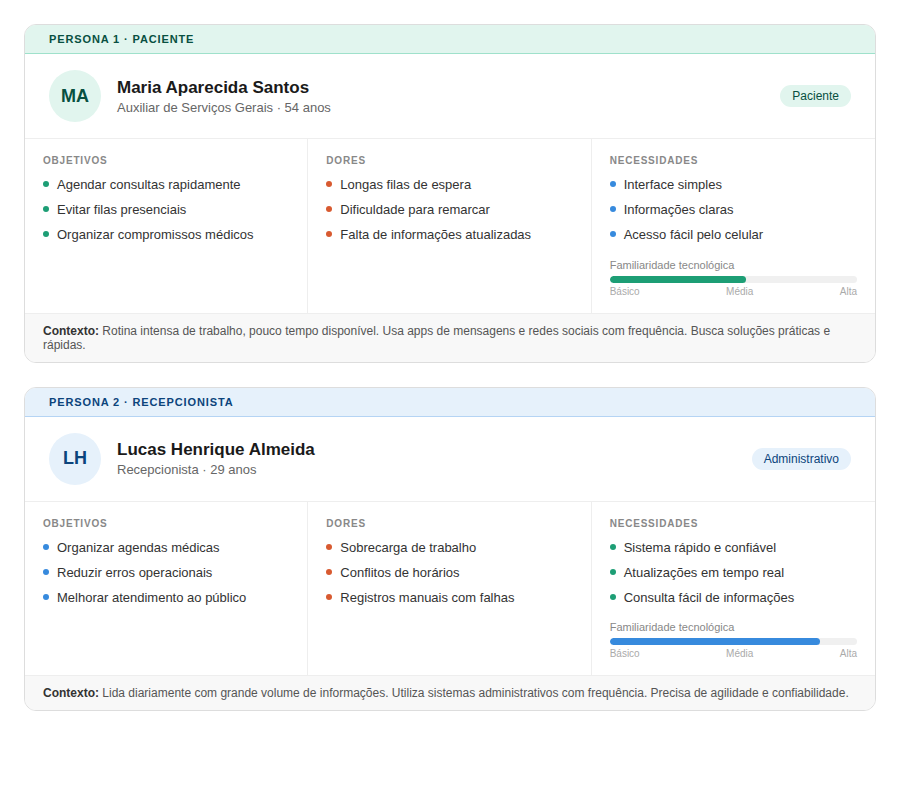 PERSONA 1 · PACIENTE
MA
Maria Aparecida Santos
Auxiliar de Serviços Gerais · 54 anos
Paciente
OBJETIVOS
Agendar consultas rapidamente
Evitar filas presenciais
Organizar compromissos médicos
DORES
Longas filas de espera
Dificuldade para remarcar
Falta de informações atualizadas
NECESSIDADES
Interface simples
Informações claras
Acesso fácil pelo celular
Familiaridade tecnológica
Básico Média Alta
Contexto: Rotina intensa de trabalho, pouco tempo disponível. Usa apps de mensagens e redes sociais com frequência. Busca soluções práticas e
rápidas.
PERSONA 2 · RECEPCIONISTA
LH
Lucas Henrique Almeida
Recepcionista · 29 anos
Administrativo
OBJETIVOS
Organizar agendas médicas
Reduzir erros operacionais
Melhorar atendimento ao público
DORES
Sobrecarga de trabalho
Conflitos de horários
Registros manuais com falhas
NECESSIDADES
Sistema rápido e confiável
Atualizações em tempo real
Consulta fácil de informações
Familiaridade tecnológica
Básico Média Alta
Contexto: Lida diariamente com grande volume de informações. Utiliza sistemas administrativos com frequência. Precisa de agilidade e confiabilidade.